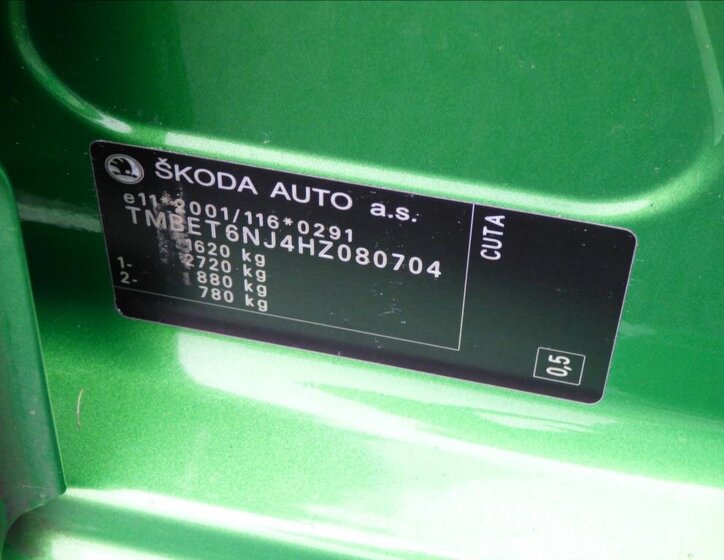 ŠKODA AUTO a.s.
e11*2001/116*0291
TMBET6NJ4HZ080704
1620 kg
2720 kg
1- 880 kg
2- 780 kg
CUTA
0,5